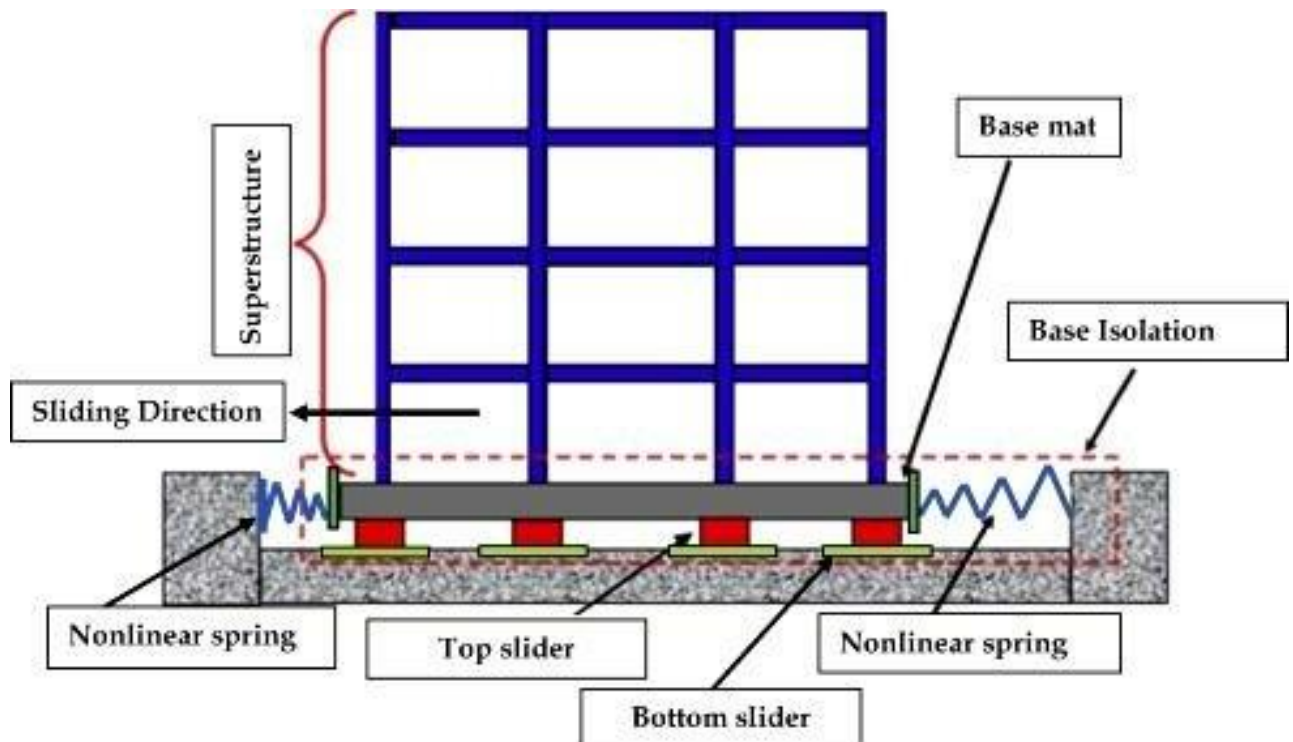 Superstructure
Base mat
Base Isolation
Sliding Direction
Nonlinear spring
Top slider
Nonlinear spring
Bottom slider